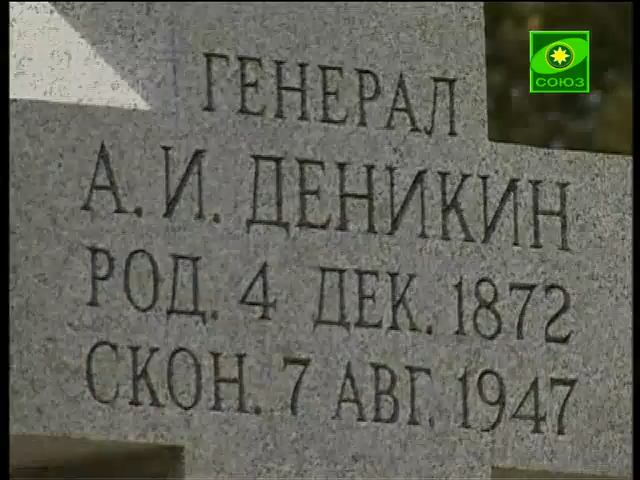 СОЮЗ
ГЕНЕРАЛ
А. И. ДЕНИКИН
РОД. 4 ДЕК. 1872
СКОН. 7 АВГ. 1947